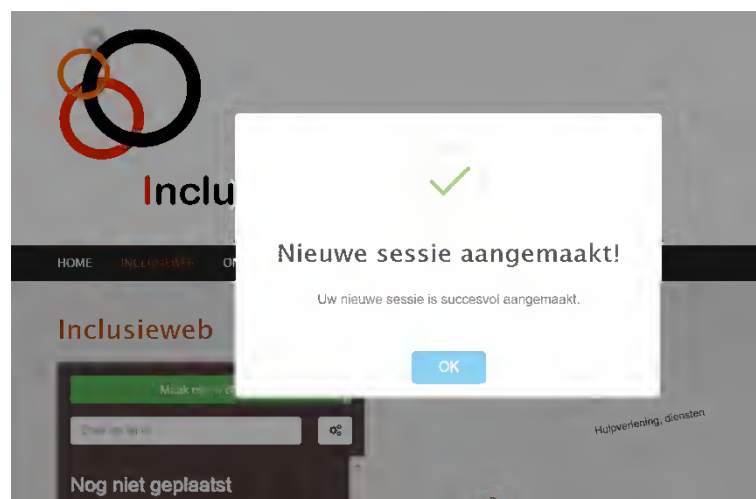 Inclu
HOME INCLUSIEWEB
Nieuwe sessie aangemaakt!
Uw nieuwe sessie is succesvol aangemaakt.
OK
Inclusieweb
Maak
Hulpverlening, diensten
Nog niet geplaatst